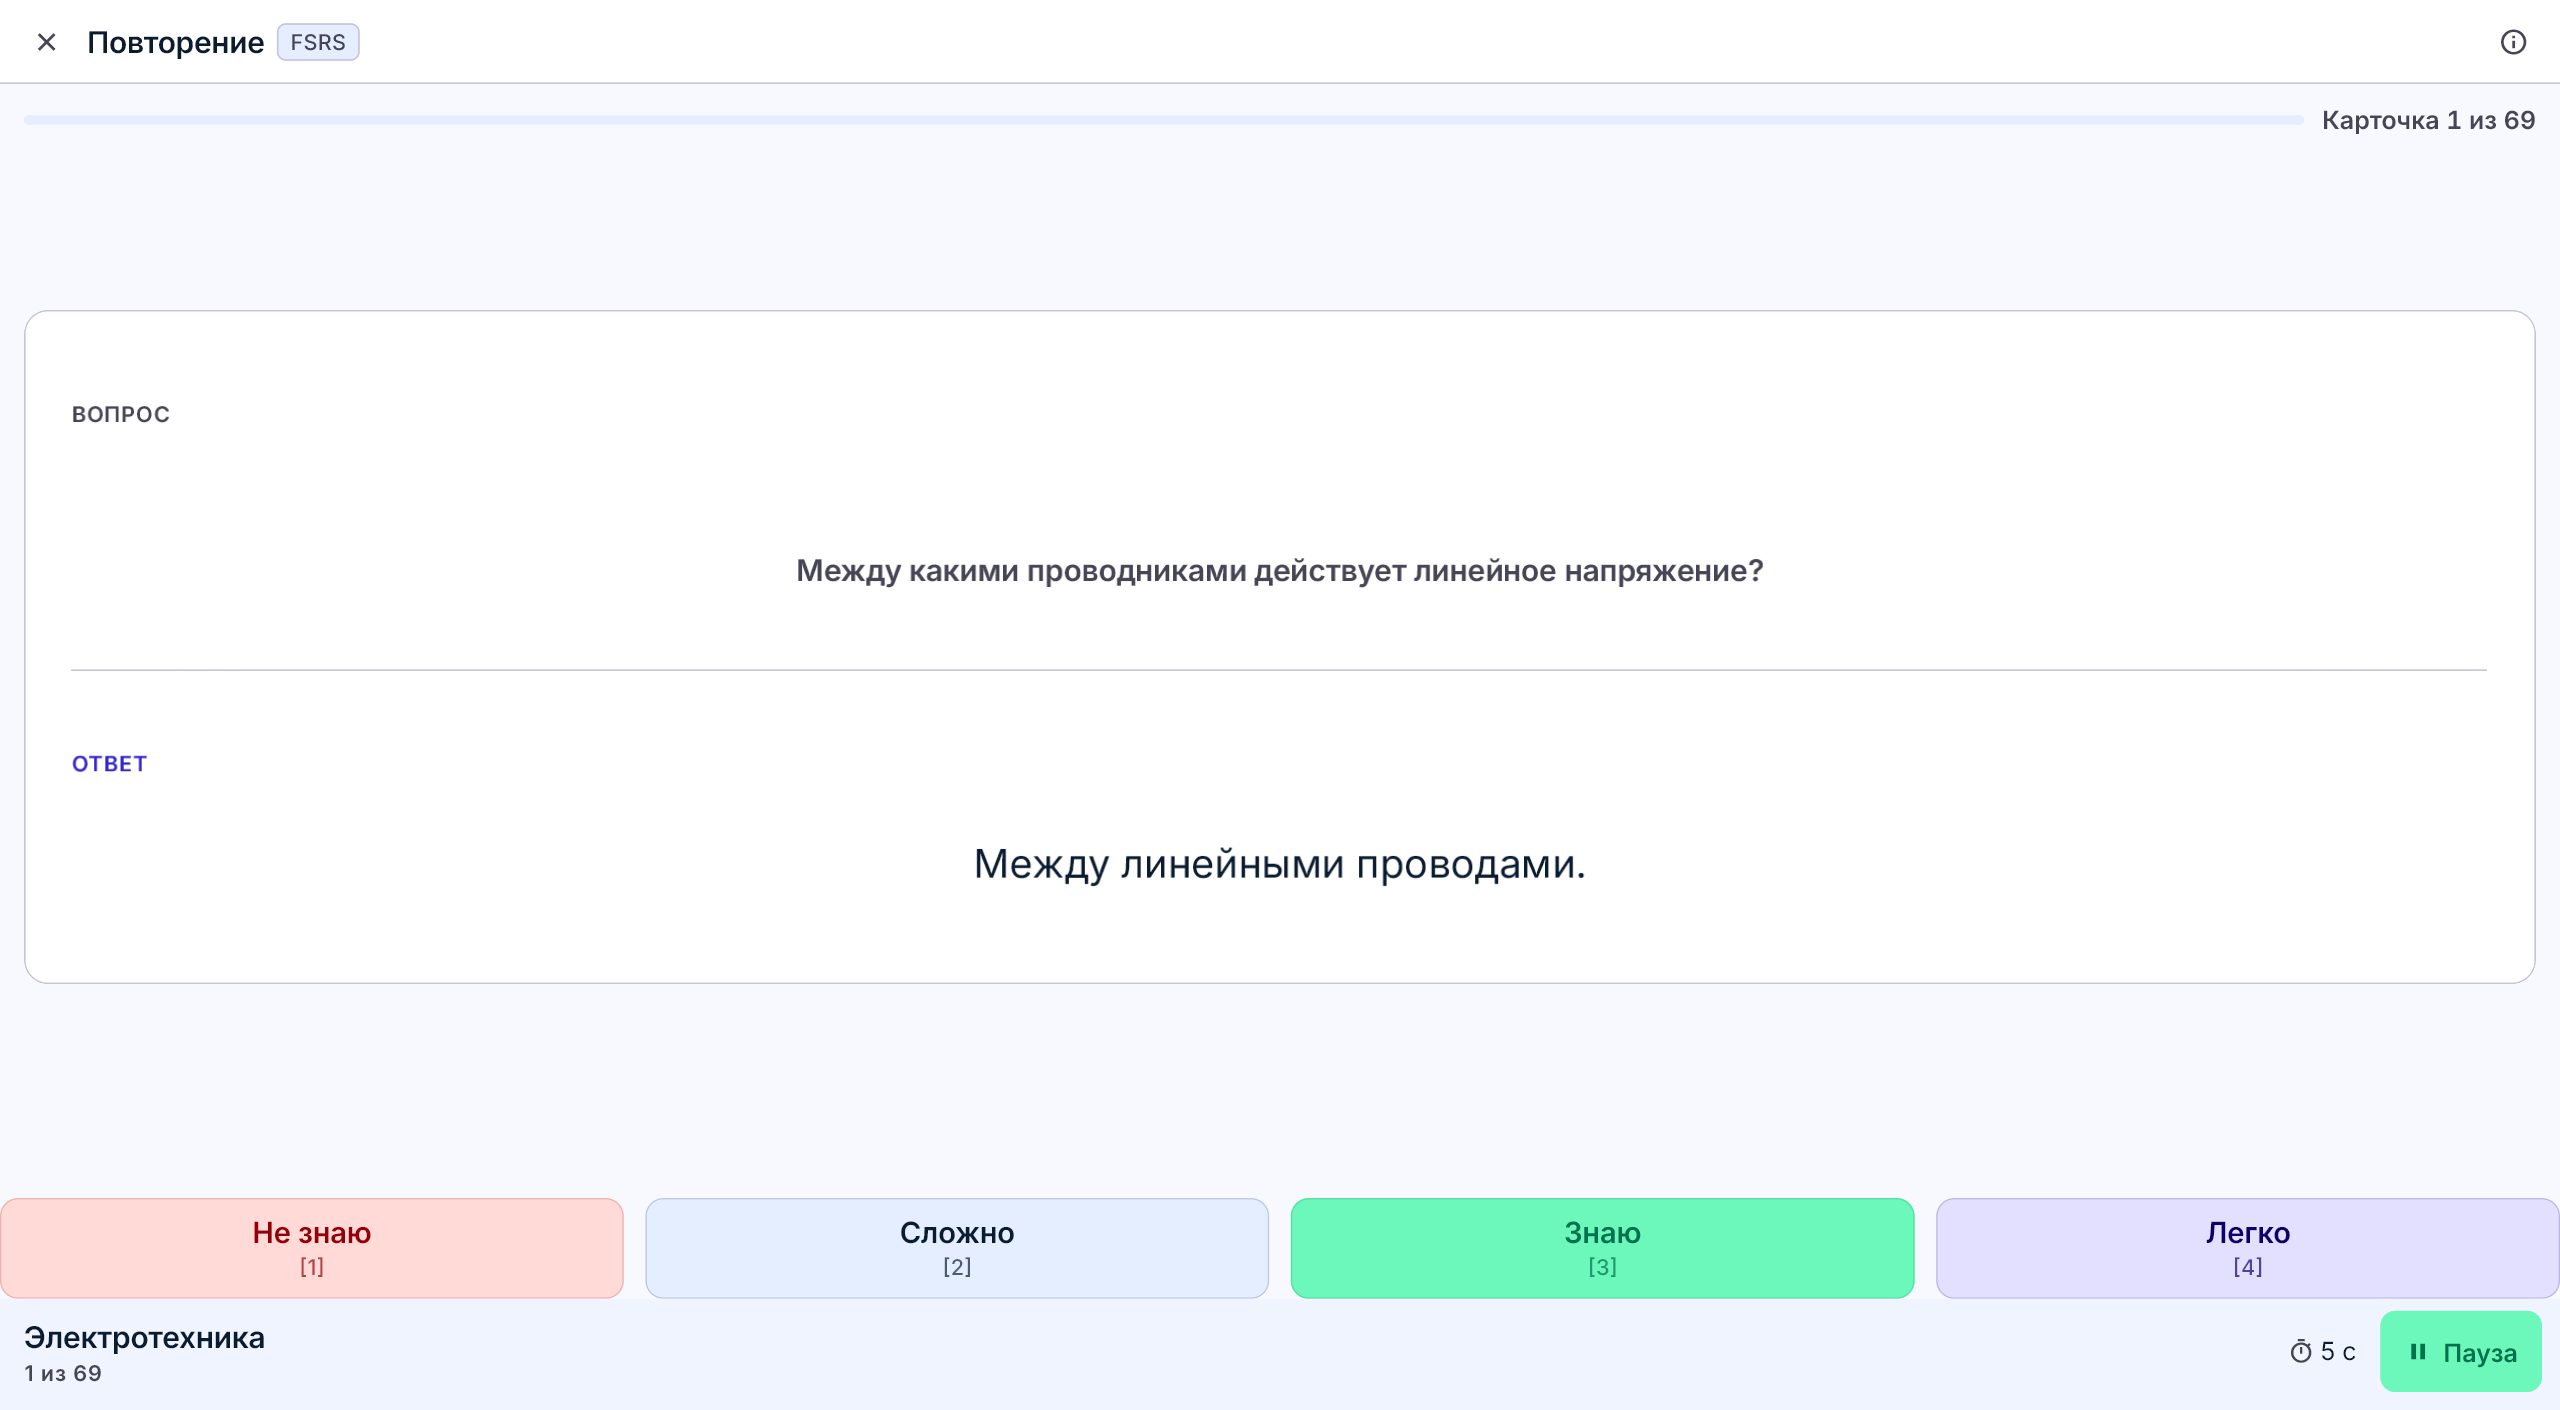 Повторение FSRS
Карточка 1 из 69
ВОПРОС
Между какими проводниками действует линейное напряжение?
ОТВЕТ
Между линейными проводами.
Не знаю
[1]
Сложно
[2]
Знаю
[3]
Легко
[4]
Электротехника
1 из 69
5 с
Пауза